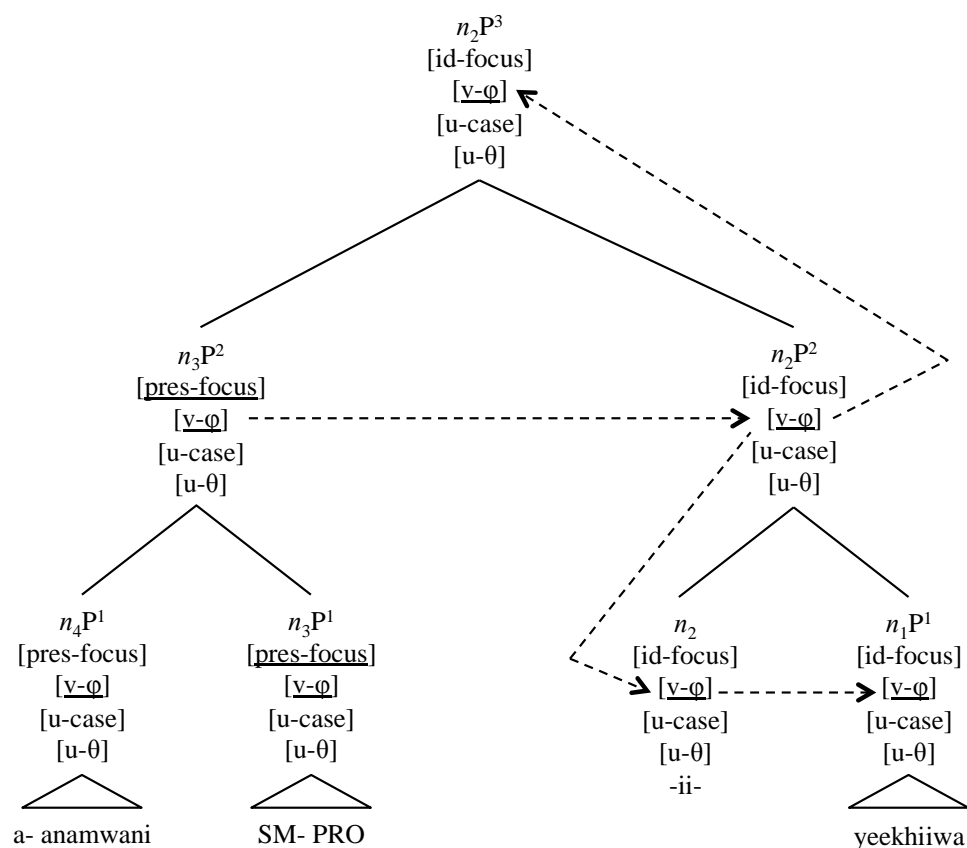 n₂P³
[id-focus]
[v-φ]
[u-case]
[u-θ]
n₃P² n₂P²
[pres-focus] [id-focus]
[v-φ] [v-φ]
[u-case] [u-case]
[u-θ] [u-θ]
n₄P¹ n₃P¹ n₂ n₁P¹
[pres-focus] [pres-focus] [id-focus] [id-focus]
[v-φ] [v-φ] [v-φ] [v-φ]
[u-case] [u-case] [u-case] [u-case]
[u-θ] [u-θ] [u-θ] [u-θ]
-ii-
a- anamwani SM- PRO yeekhiiwa